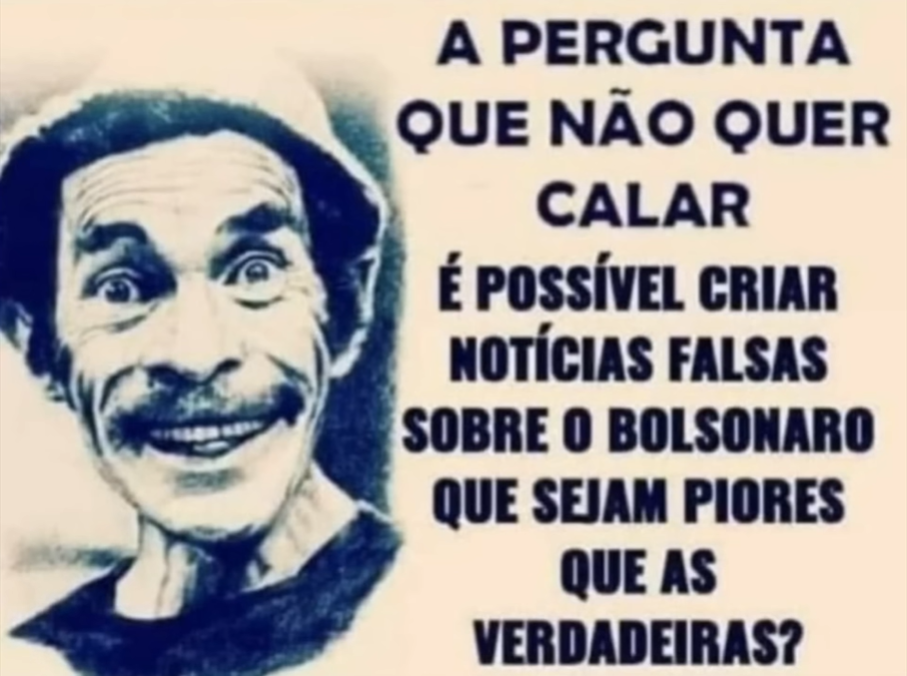 A PERGUNTA
QUE NÃO QUER
CALAR
É POSSÍVEL CRIAR
NOTÍCIAS FALSAS
SOBRE O BOLSONARO
QUE SEJAM PIORES
QUE AS
VERDADEIRAS?